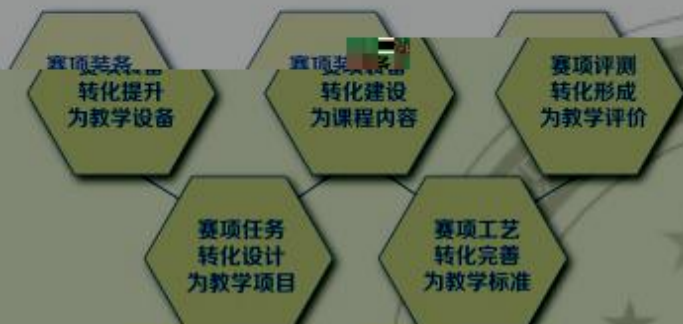 赛项装备
转化提升
为教学设备
赛项装备
转化建设
为课程内容
赛项评测
转化形成
为教学评价
赛项任务
转化设计
为教学项目
赛项工艺
转化完善
为教学标准